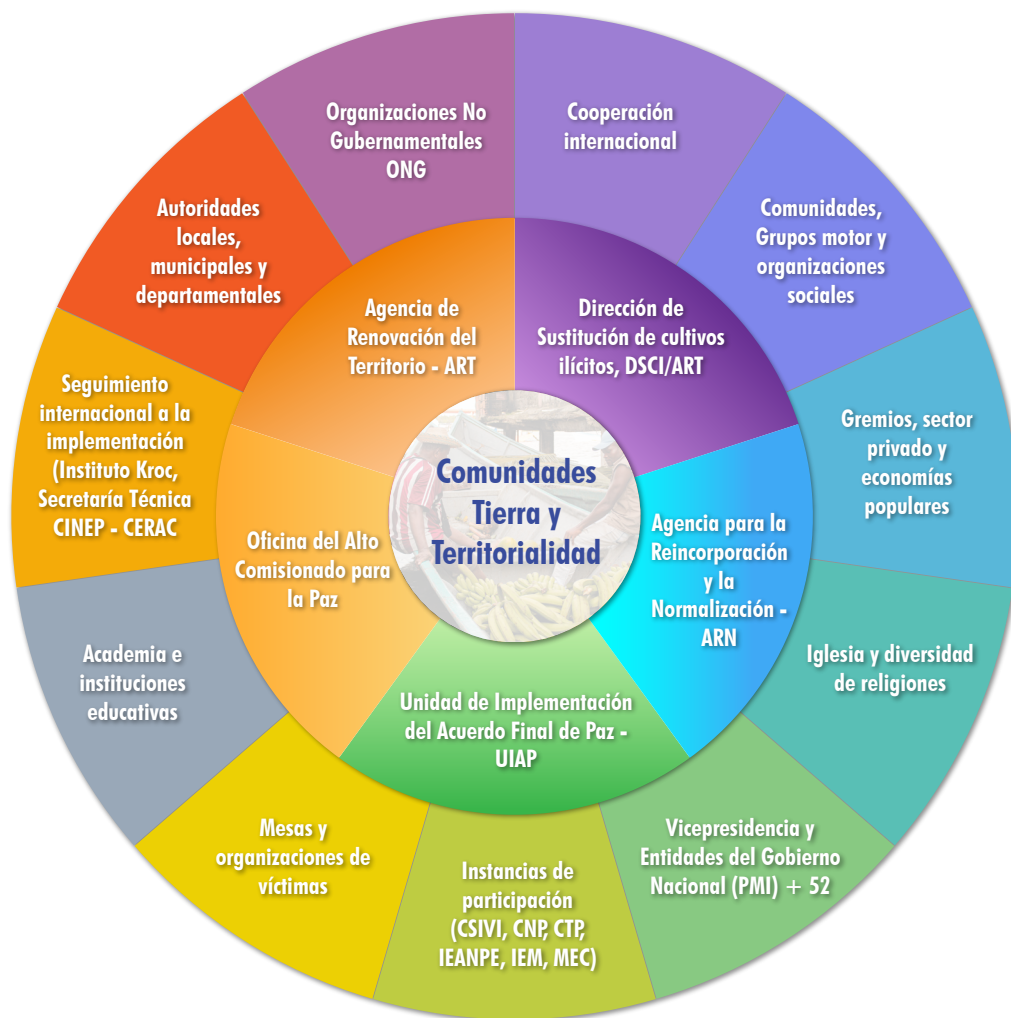 Organizaciones No
Gubernamentales
ONG
Cooperación
internacional
Comunidades,
Grupos motor y
organizaciones
sociales
Gremios, sector
privado y
economías
populares
Iglesia y diversidad
de religiones
Vicepresidencia y
Entidades del Gobierno
Nacional (PMI) + 52
Instancias de
participación
(CSIVI, CNP, CTP,
IEANPE, IEM, MEC)
Mesas y
organizaciones de
víctimas
Academia e
instituciones
educativas
Seguimiento
internacional a la
implementación
(Instituto Kroc,
Secretaría Técnica
CINEP - CERAC
Autoridades
locales,
municipales y
departamentales
Agencia de
Renovación del
Territorio - ART
Dirección de
Sustitución de cultivos
ilícitos, DSCI/ART
Agencia para la
Reincorporación
y la
Normalización -
ARN
Unidad de Implementación
del Acuerdo Final de Paz -
UIAP
Oficina del Alto
Comisionado para
la Paz
Comunidades
Tierra y
Territorialidad